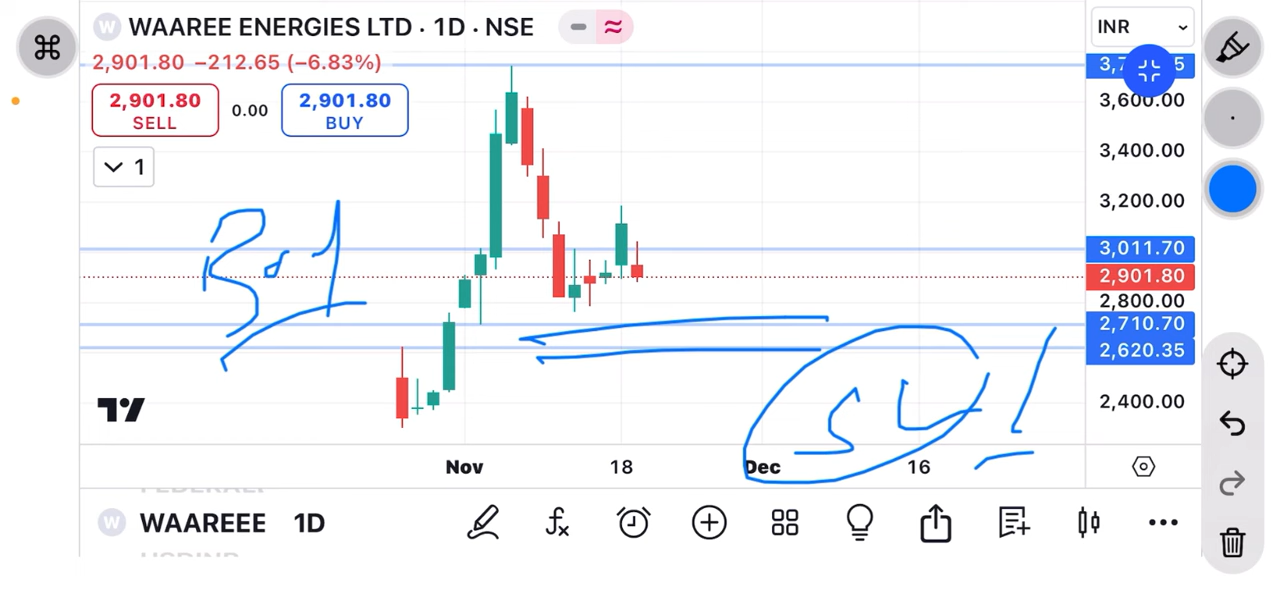 W WAAREE ENERGIES LTD · 1D · NSE
INR
2,901.80 −212.65 (−6.83%)
2,901.80
SELL
0.00
2,901.80
BUY
1
3,600.00
3,400.00
3,200.00
3,011.70
2,901.80
2,800.00
2,710.70
2,620.35
2,400.00
Nov
18
Dec
16
W WAAREEE 1D